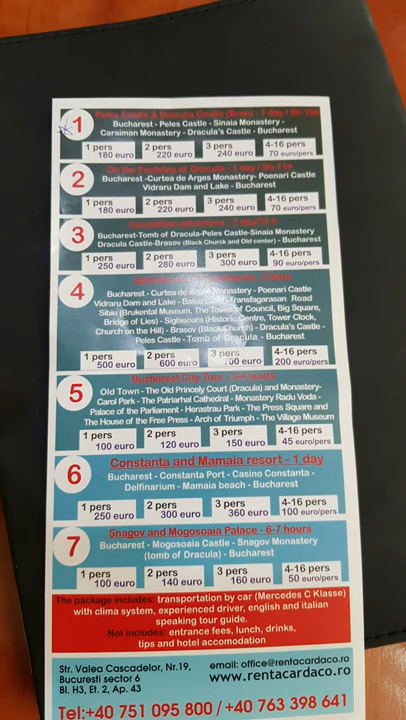 1
Peles Castle & Dracula Castle (Bran) - 1 day /
Bucharest - Peles Castle - Sinaia Monastery -
Caraiman Monastery - Dracula's Castle - Bucharest
1 pers 2 pers 3 pers 4-16 pers
180 euro 220 euro 240 euro 70 euro/pers
2
On the Footstep of Dracula - 1 day /
Bucharest -Curtea de Arges Monastery- Poenari Castle
Vidraru Dam and Lake - Bucharest
1 pers 2 pers 3 pers 4-16 pers
180 euro 220 euro 240 euro 70 euro/pers
3
Bucharest-Tomb of Dracula-Peles Castle-Sinaia Monastery
Dracula Castle-Brasov (Black Church and Old center) - Bucharest
1 pers 2 pers 3 pers 4-16 pers
250 euro 280 euro 300 euro 90 euro/pers
4
Bucharest - Curtea de Arges Monastery - Poenari Castle
Vidraru Dam and Lake - Balea - Transfagarasan Road
Sibiu (Brukental Museum, The Tower of Council, Big Square,
Bridge of Lies) - Sighisoara (Historic Centre, Tower Clock,
Church on the Hill) - Brasov (Black Church) - Dracula's Castle -
Peles Castle - Tomb of Dracula - Bucharest
1 pers 2 pers 3 pers 4-16 pers
500 euro 600 euro 700 euro 200 euro/pers
5
Bucharest City Tour - 3-4 hours
Old Town - The Old Princely Court (Dracula) and Monastery-
Carol Park - The Patriarhal Catedral - Monastery Radu Voda -
Palace of the Parliament - Herastrau Park - The Press Square and
The House of the Free Press - Arch of Triumph - The Village Museum
1 pers 2 pers 3 pers 4-16 pers
100 euro 120 euro 150 euro 45 euro/pers
6
Constanta and Mamaia resort - 1 day
Bucharest - Constanta Port - Casino Constanta -
Delfinarium - Mamaia beach - Bucharest
1 pers 2 pers 3 pers 4-16 pers
250 euro 300 euro 360 euro 100 euro/pers
7
Snagov and Mogosoaia Palace - 6-7 hours
Bucharest - Mogosoaia Castle - Snagov Monastery
(tomb of Dracula) - Bucharest
1 pers 2 pers 3 pers 4-16 pers
100 euro 140 euro 160 euro 50 euro/pers
The package includes: transportation by car (Mercedes C Klasse)
with clima system, experienced driver, english and italian
speaking tour guide.
Not includes: entrance fees, lunch, drinks,
tips and hotel accomodation
Str. Valea Cascadelor, Nr.19,
Bucuresti sector 6
Bl. H3, Et. 2, Ap. 43
email: office@rentacardaco.ro
www.rentacardaco.ro
Tel:+40 751 095 800 / +40 763 398 641